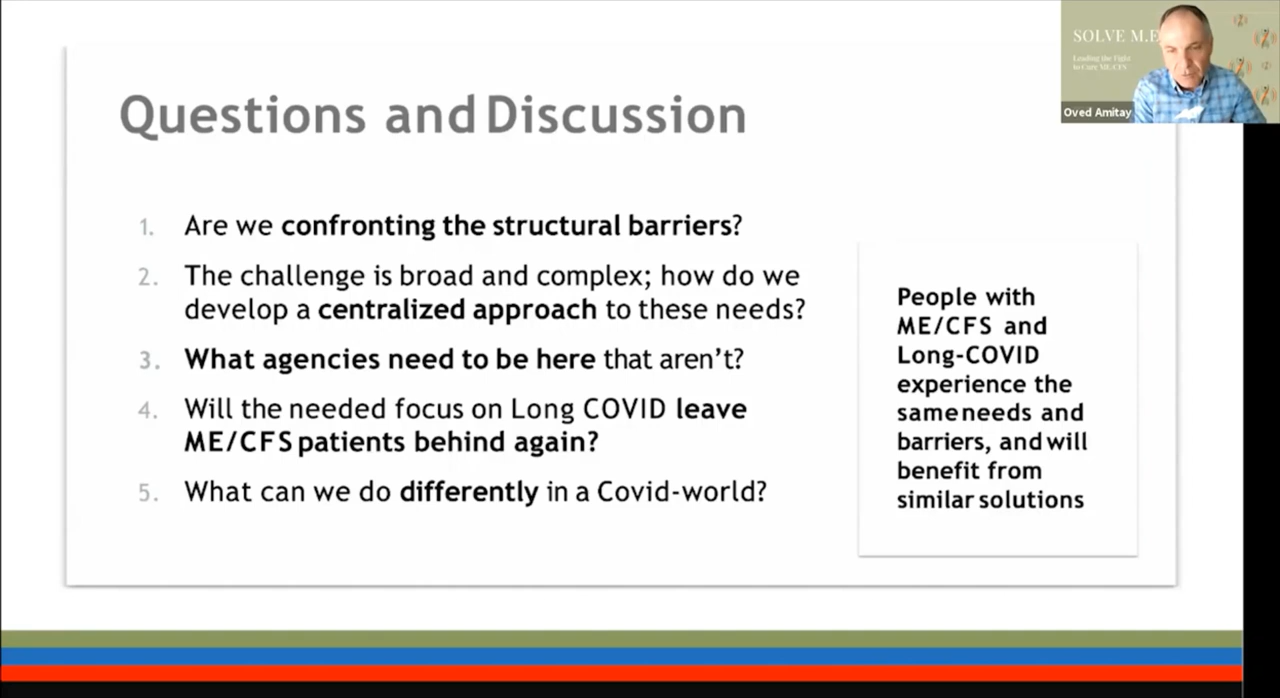 SOLVE M.E.
Leading the Fight
to Cure ME/CFS
Oved Amitay
Questions and Discussion
1. Are we confronting the structural barriers?
2. The challenge is broad and complex; how do we
develop a centralized approach to these needs?
3. What agencies need to be here that aren't?
4. Will the needed focus on Long COVID leave
ME/CFS patients behind again?
5. What can we do differently in a Covid-world?
People with
ME/CFS and
Long-COVID
experience the
same needs and
barriers, and will
benefit from
similar solutions